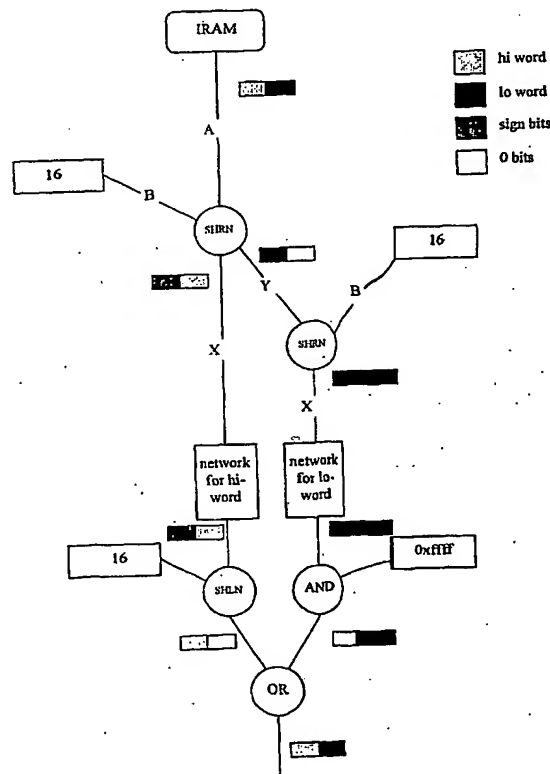 IRAM
hi word
lo word
sign bits
0 bits
A
16
B
SHRN
16
Y
B
SHRN
X
X
network
for hi-
word
network
for lo-
word
16
0xffff
SHLN
AND
OR